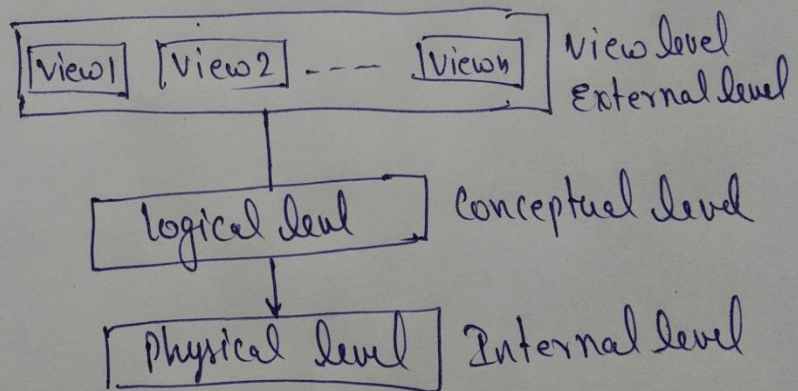 View1 View2 ---- Viewn
View level
External level
logical level
Conceptual level
Physical level
Internal level